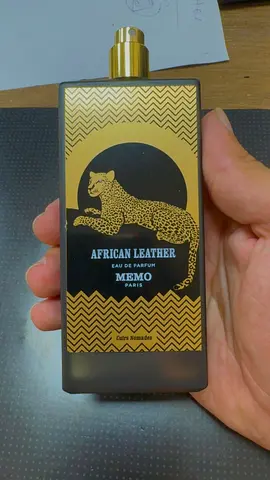 AFRICAN LEATHER
EAU DE PARFUM
MEMO
PARIS
Cuirs Nomades